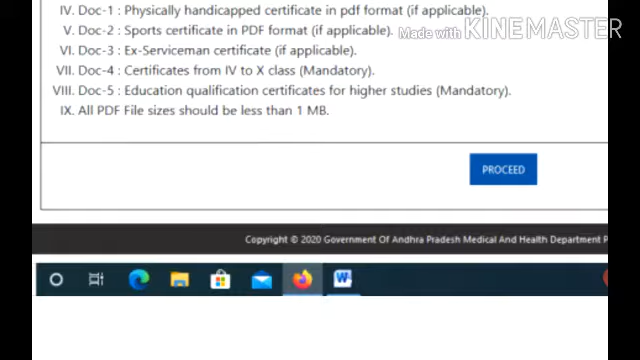 IV. Doc-1 : Physically handicapped certificate in pdf format (if applicable).
V. Doc-2 : Sports certificate in PDF format (if applicable).
Made with KINEMASTER
VI. Doc-3 : Ex-Serviceman certificate (if applicable).
VII. Doc-4 : Certificates from IV to X class (Mandatory).
VIII. Doc-5 : Education qualification certificates for higher studies (Mandatory).
IX. All PDF File sizes should be less than 1 MB.
PROCEED
Copyright © 2020 Government Of Andhra Pradesh Medical And Health Department P
W